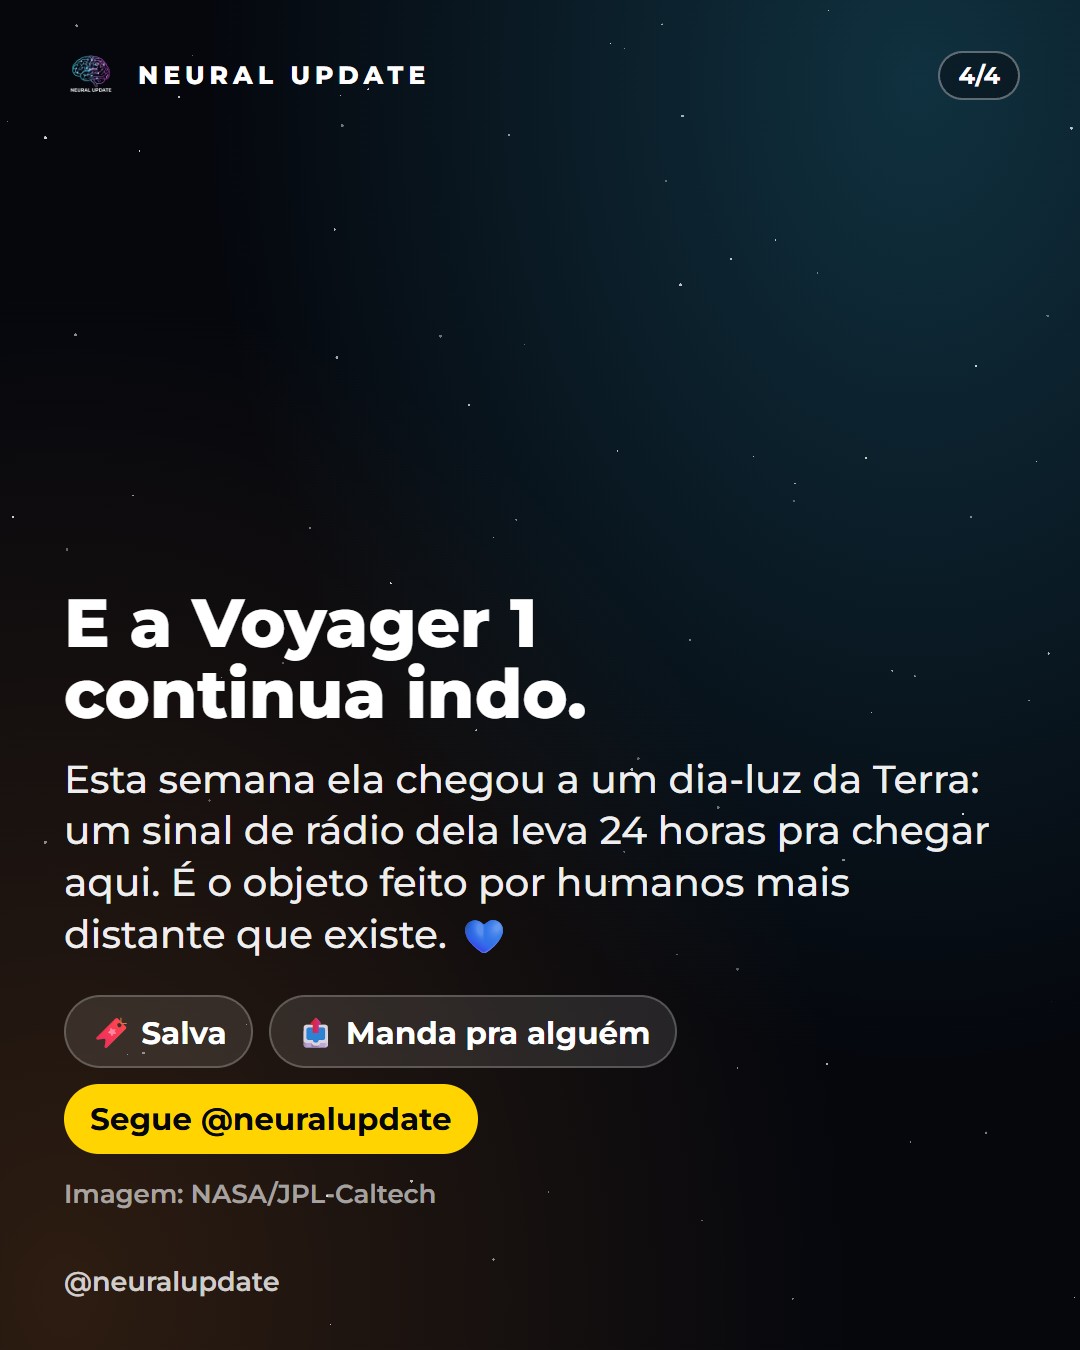 NEURAL UPDATE
NEURAL UPDATE
4/4
E a Voyager 1
continua indo.
Esta semana ela chegou a um dia-luz da Terra:
um sinal de rádio dela leva 24 horas pra chegar
aqui. É o objeto feito por humanos mais
distante que existe. 💙
Salva
Manda pra alguém
Segue @neuralupdate
Imagem: NASA/JPL-Caltech
@neuralupdate